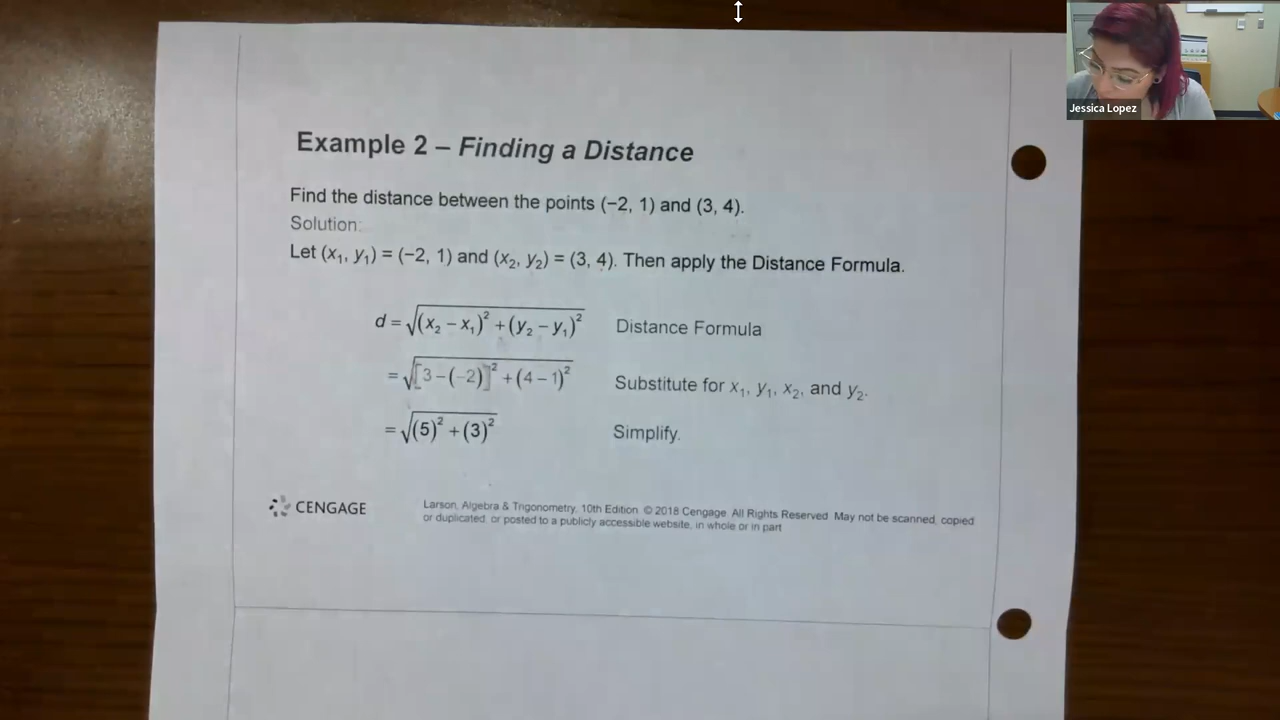 Jessica Lopez
Example 2 – Finding a Distance
Find the distance between the points (−2, 1) and (3, 4).
Solution:
Let (x₁, y₁) = (−2, 1) and (x₂, y₂) = (3, 4). Then apply the Distance Formula.
d = √((x₂ − x₁)² + (y₂ − y₁)²) Distance Formula
= √([3 − (−2)]² + (4 − 1)²) Substitute for x₁, y₁, x₂, and y₂.
= √((5)² + (3)²) Simplify.
CENGAGE
Larson, Algebra & Trigonometry, 10th Edition. © 2018 Cengage. All Rights Reserved. May not be scanned, copied
or duplicated, or posted to a publicly accessible website, in whole or in part